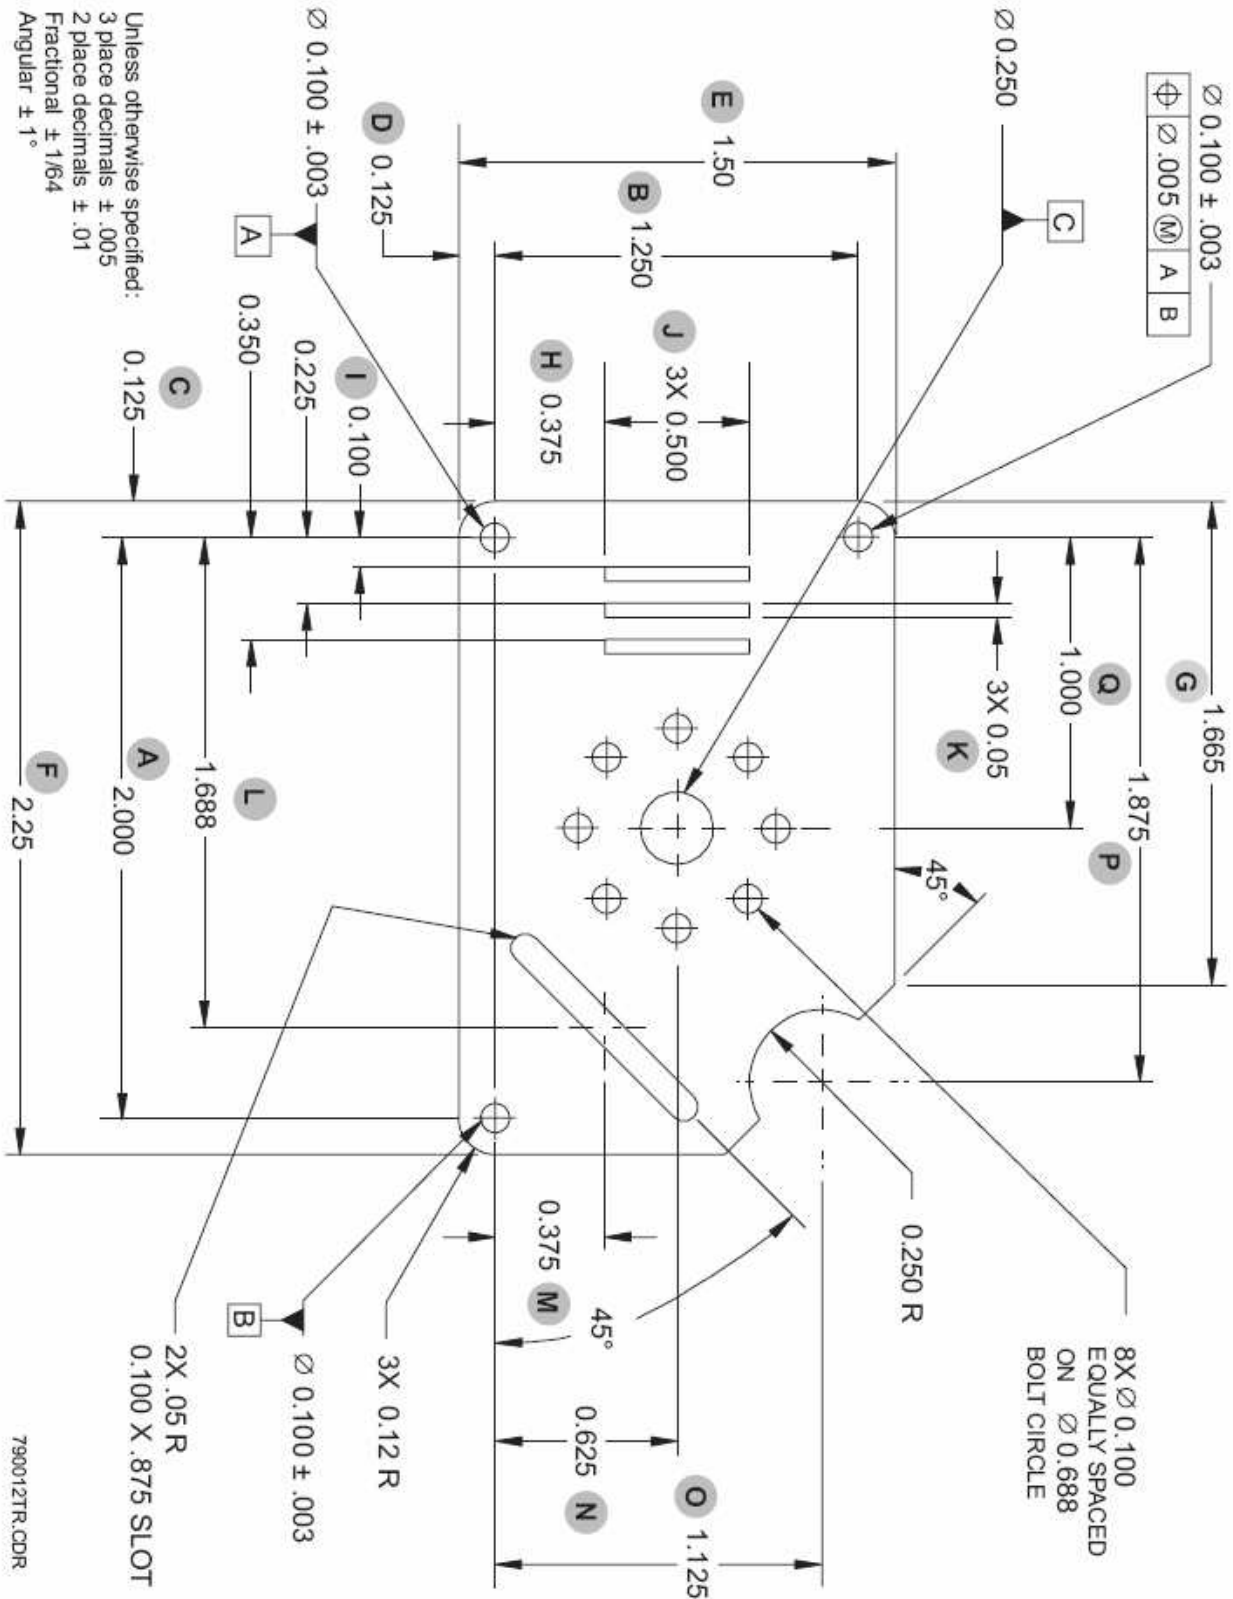 8X Ø 0.100
EQUALLY SPACED
ON Ø 0.688
BOLT CIRCLE
Ø 0.100 ± .003
⌖ Ø .005 Ⓜ A B
G 1.665
P 1.875
Q 1.000
45°
K 3X 0.05
Ø 0.250
C
0.250 R
O 1.125
N 0.625
45°
M 0.375
E 1.50
B 1.250
J 3X 0.500
H 0.375
D 0.125
Ø 0.100 ± .003
A
I 0.100
0.225
0.350
C 0.125
L 1.688
A 2.000
F 2.25
3X 0.12 R
Ø 0.100 ± .003
B
2X .05 R
0.100 X .875 SLOT
Unless otherwise specified:
3 place decimals ± .005
2 place decimals ± .01
Fractional ± 1/64
Angular ± 1°
790012TR.CDR